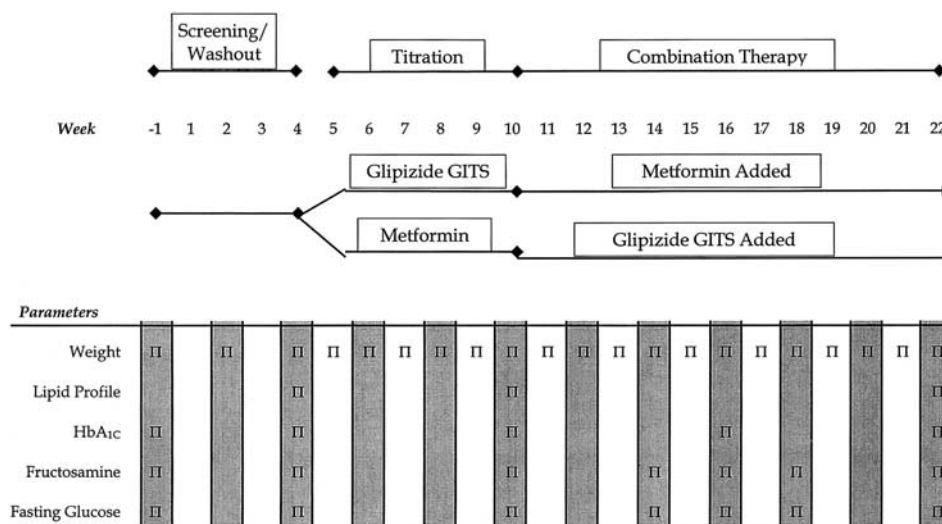 Screening/
Washout
Titration
Combination Therapy
Week -1 1 2 3 4 5 6 7 8 9 10 11 12 13 14 15 16 17 18 19 20 21 22
Glipizide GITS
Metformin Added
Metformin
Glipizide GITS Added
Parameters
Weight Π Π Π Π Π Π Π Π Π Π Π Π Π Π Π Π Π Π Π Π Π
Lipid Profile Π Π Π
HbA1C Π Π Π Π Π
Fructosamine Π Π Π Π Π Π Π
Fasting Glucose Π Π Π Π Π Π Π